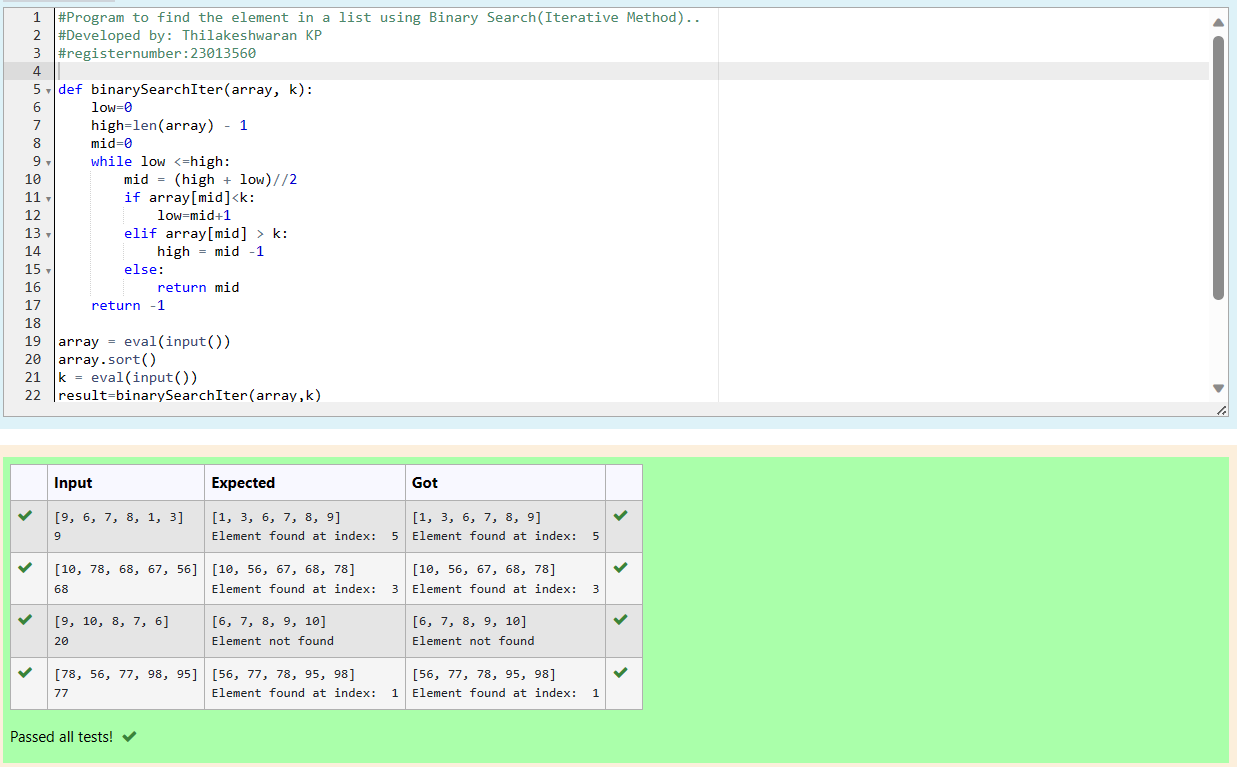 1 #Program to find the element in a list using Binary Search(Iterative Method)..
2 #Developed by: Thilakeshwaran KP
3 #registernumber:23013560
4
5 def binarySearchIter(array, k):
6     low=0
7     high=len(array) - 1
8     mid=0
9     while low <=high:
10         mid = (high + low)//2
11         if array[mid]<k:
12             low=mid+1
13         elif array[mid] > k:
14             high = mid -1
15         else:
16             return mid
17     return -1
18
19 array = eval(input())
20 array.sort()
21 k = eval(input())
22 result=binarySearchIter(array,k)
Input Expected Got
[9, 6, 7, 8, 1, 3] [1, 3, 6, 7, 8, 9] [1, 3, 6, 7, 8, 9]
9 Element found at index:  5 Element found at index:  5
[10, 78, 68, 67, 56] [10, 56, 67, 68, 78] [10, 56, 67, 68, 78]
68 Element found at index:  3 Element found at index:  3
[9, 10, 8, 7, 6] [6, 7, 8, 9, 10] [6, 7, 8, 9, 10]
20 Element not found Element not found
[78, 56, 77, 98, 95] [56, 77, 78, 95, 98] [56, 77, 78, 95, 98]
77 Element found at index:  1 Element found at index:  1
Passed all tests!